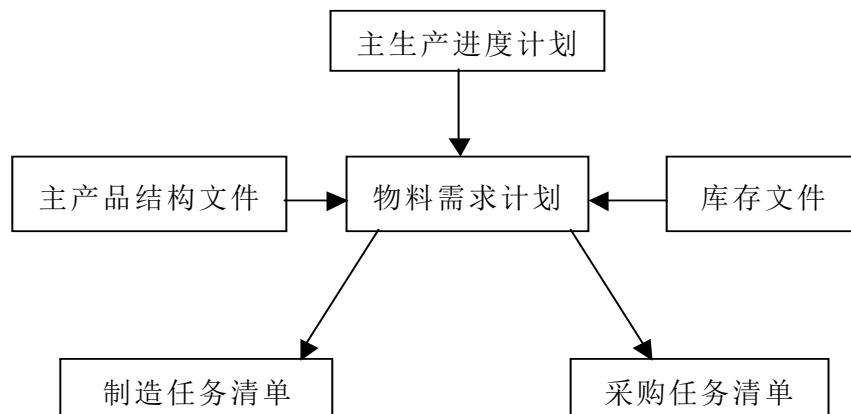 主生产进度计划
主产品结构文件
物料需求计划
库存文件
制造任务清单
采购任务清单